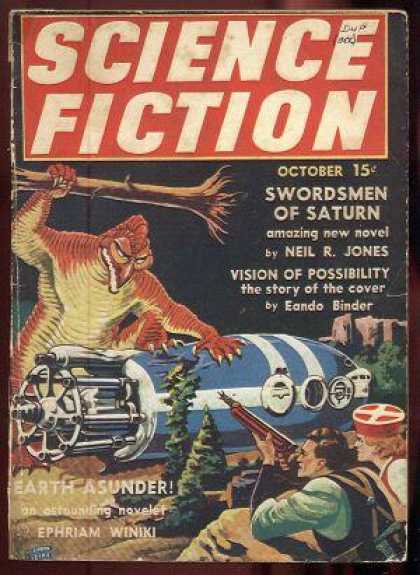 SCIENCE
FICTION
OCTOBER 15¢
SWORDSMEN
OF SATURN
amazing new novel
by NEIL R. JONES
VISION OF POSSIBILITY
the story of the cover
by Eando Binder
EARTH ASUNDER!
an astounding novelet
EPHRIAM WINIKI